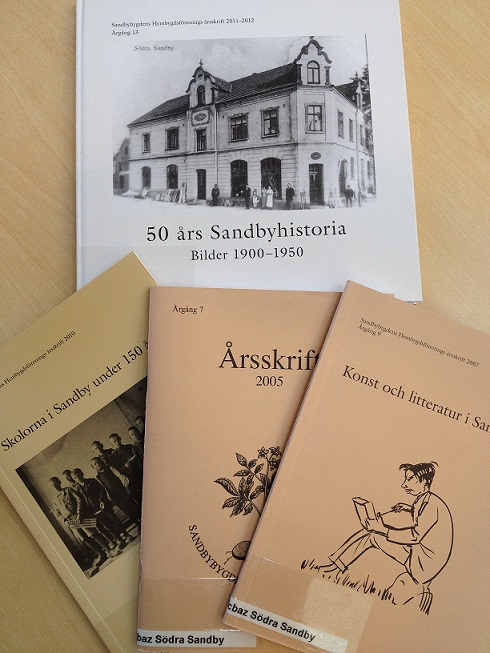 Sandbybygdens Hembygdsförenings årsskrift 2011-2012
Årgång 13
Södra Sandby
50 års Sandbyhistoria
Bilder 1900–1950
Hembygdsförenings årsskrift 2010
Skolorna i Sandby under 150 å
Årgång 7
Årsskrift
2005
SANDBYBYGD
cbaz Södra Sandby
Sandbybygdens Hembygdsförenings årsskrift 2007
Årgång 9
Konst och litteratur i San
cbaz Södra Sandby